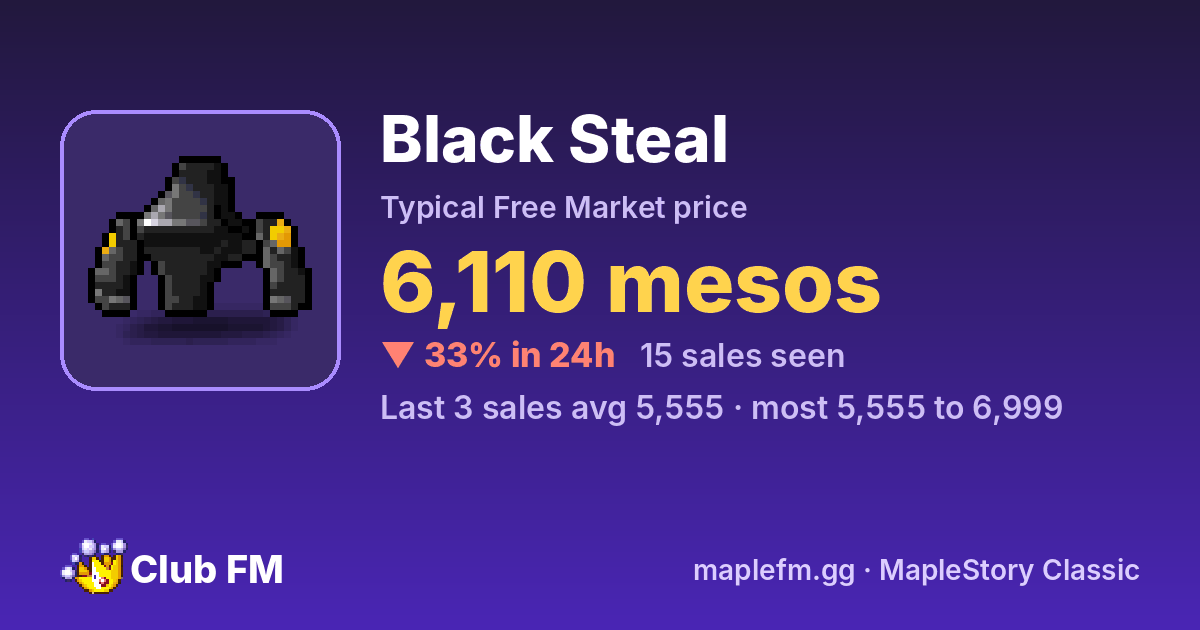 Black Steal
Typical Free Market price
6,110 mesos
▼ 33% in 24h 15 sales seen
Last 3 sales avg 5,555 · most 5,555 to 6,999
Club FM
maplefm.gg · MapleStory Classic